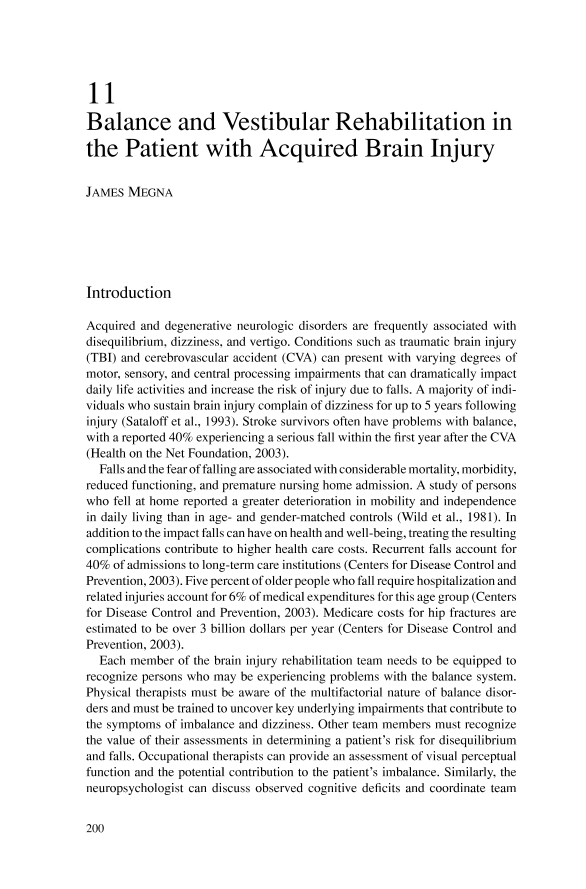 11
Balance and Vestibular Rehabilitation in
the Patient with Acquired Brain Injury
JAMES MEGNA
Introduction
Acquired and degenerative neurologic disorders are frequently associated with
disequilibrium, dizziness, and vertigo. Conditions such as traumatic brain injury
(TBI) and cerebrovascular accident (CVA) can present with varying degrees of
motor, sensory, and central processing impairments that can dramatically impact
daily life activities and increase the risk of injury due to falls. A majority of indi-
viduals who sustain brain injury complain of dizziness for up to 5 years following
injury (Sataloff et al., 1993). Stroke survivors often have problems with balance,
with a reported 40% experiencing a serious fall within the first year after the CVA
(Health on the Net Foundation, 2003).
Falls and the fear of falling are associated with considerable mortality, morbidity,
reduced functioning, and premature nursing home admission. A study of persons
who fell at home reported a greater deterioration in mobility and independence
in daily living than in age- and gender-matched controls (Wild et al., 1981). In
addition to the impact falls can have on health and well-being, treating the resulting
complications contribute to higher health care costs. Recurrent falls account for
40% of admissions to long-term care institutions (Centers for Disease Control and
Prevention, 2003). Five percent of older people who fall require hospitalization and
related injuries account for 6% of medical expenditures for this age group (Centers
for Disease Control and Prevention, 2003). Medicare costs for hip fractures are
estimated to be over 3 billion dollars per year (Centers for Disease Control and
Prevention, 2003).
Each member of the brain injury rehabilitation team needs to be equipped to
recognize persons who may be experiencing problems with the balance system.
Physical therapists must be aware of the multifactorial nature of balance disor-
ders and must be trained to uncover key underlying impairments that contribute to
the symptoms of imbalance and dizziness. Other team members must recognize
the value of their assessments in determining a patient's risk for disequilibrium
and falls. Occupational therapists can provide an assessment of visual perceptual
function and the potential contribution to the patient's imbalance. Similarly, the
neuropsychologist can discuss observed cognitive deficits and coordinate team
200